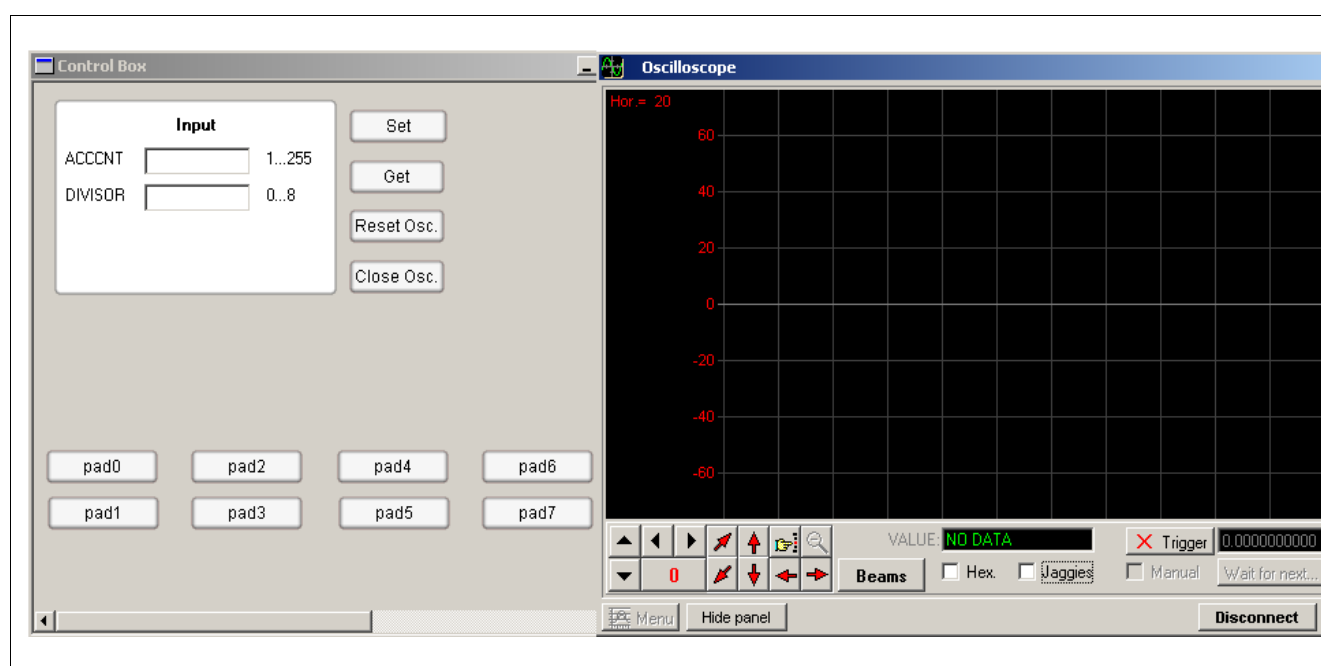 Control Box
Input
ACCCNT 1...255
DIVISOR 0...8
Set
Get
Reset Osc.
Close Osc.
pad0 pad2 pad4 pad6
pad1 pad3 pad5 pad7
Oscilloscope
Hor.= 20
60
40
20
0
-20
-40
-60
VALUE: NO DATA
Trigger 0.0000000000
0
Beams
Hex.
Jaggies
Manual
Wait for next...
Menu
Hide panel
Disconnect